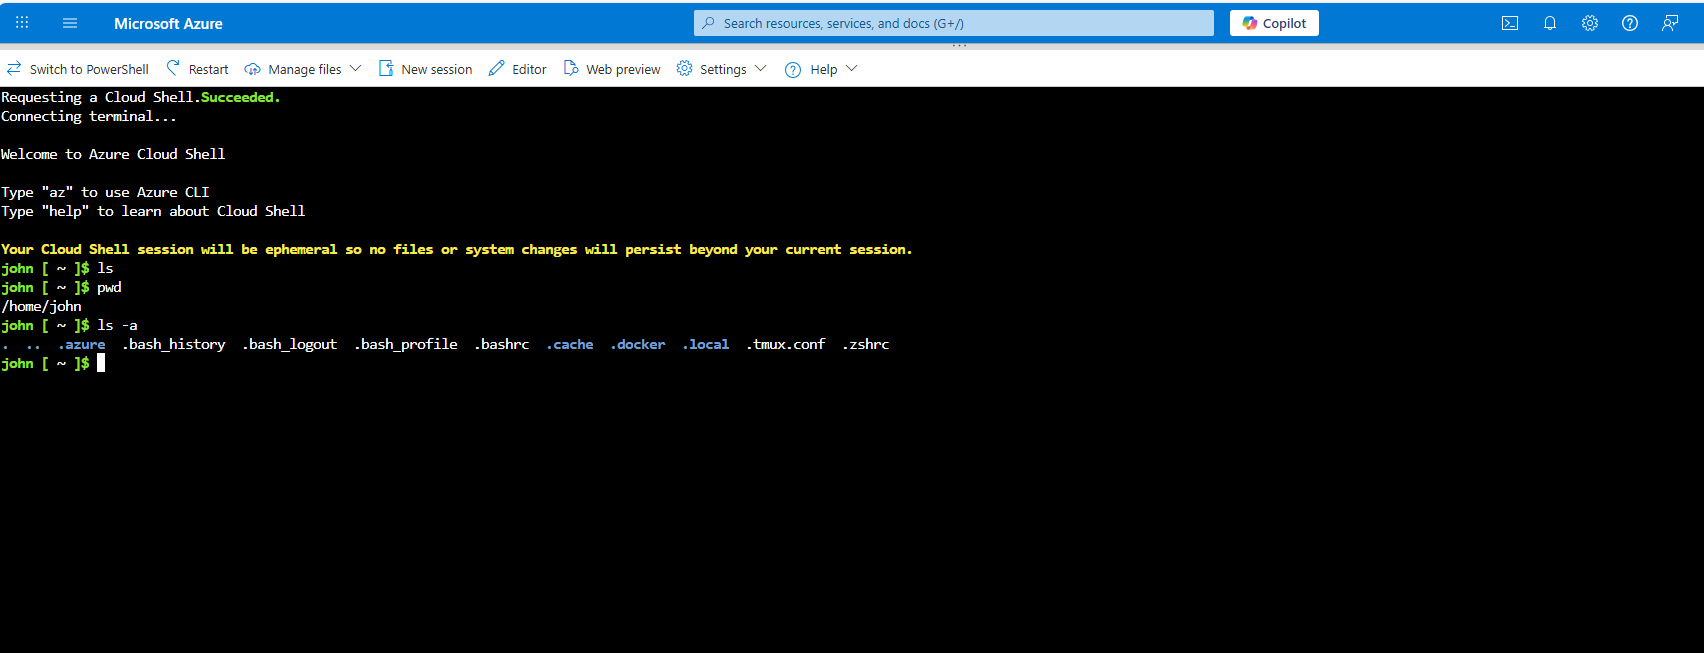 Microsoft Azure Search resources, services, and docs (G+/) Copilot
Switch to PowerShell Restart Manage files New session Editor Web preview Settings Help
Requesting a Cloud Shell.Succeeded.
Connecting terminal...
Welcome to Azure Cloud Shell
Type "az" to use Azure CLI
Type "help" to learn about Cloud Shell
Your Cloud Shell session will be ephemeral so no files or system changes will persist beyond your current session.
john [ ~ ]$ ls
john [ ~ ]$ pwd
/home/john
john [ ~ ]$ ls -a
.  ..  .azure  .bash_history  .bash_logout  .bash_profile  .bashrc  .cache  .docker  .local  .tmux.conf  .zshrc
john [ ~ ]$